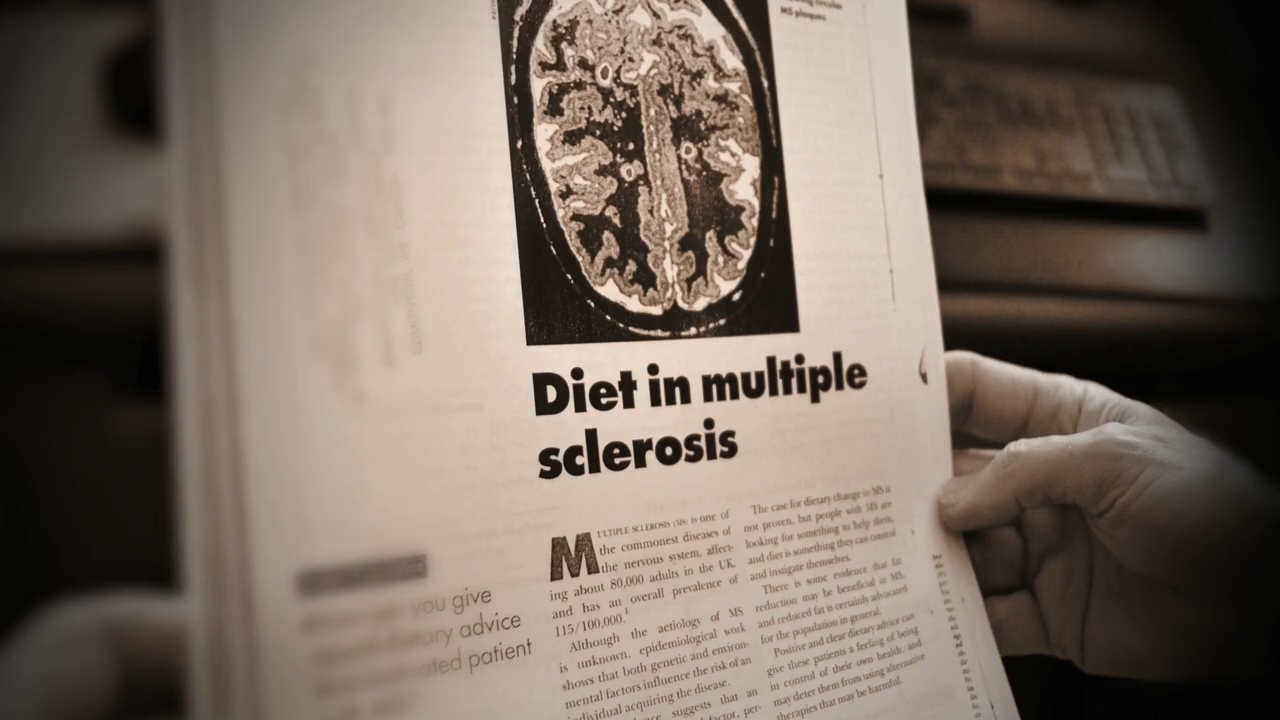 MS plaques
Diet in multiple
sclerosis
you give
advice
patient
MULTIPLE SCLEROSIS (MS) IS one of
the commonest diseases of
the nervous system, affect-
ing about 80,000 adults in the UK
and has an overall prevalence of
115/100,000.1
Although the aetiology of MS
is unknown, epidemiological work
shows that both genetic and environ-
mental factors influence the risk of an
individual acquiring the disease.
suggests that an
factor, per-
The case for dietary change in MS is
not proven, but people with MS are
looking for something to help them,
and diet is something they can control
and instigate themselves.
There is some evidence that fat
reduction may be beneficial in MS,
and reduced fat is certainly advocated
for the population in general.
Positive and clear dietary advice can
give these patients a feeling of being
in control of their own health, and
may deter them from using alternative
therapies that may be harmful.